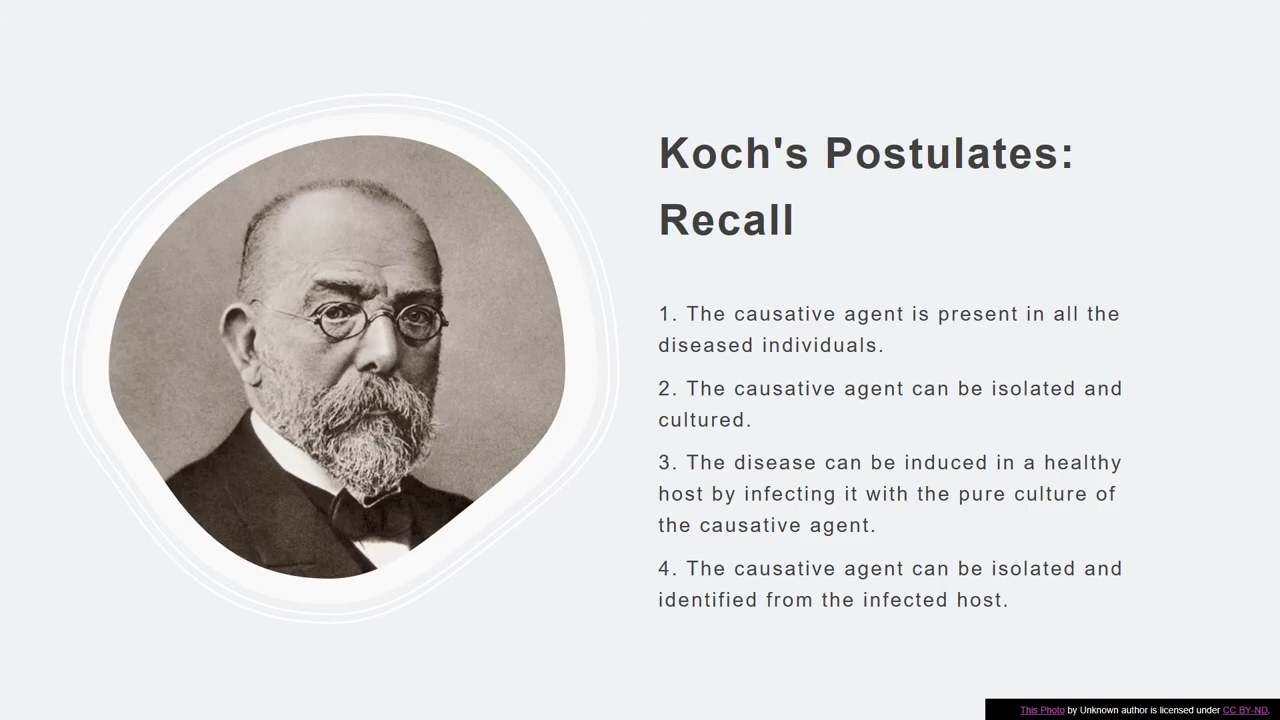 Koch's Postulates:
Recall
1. The causative agent is present in all the
diseased individuals.
2. The causative agent can be isolated and
cultured.
3. The disease can be induced in a healthy
host by infecting it with the pure culture of
the causative agent.
4. The causative agent can be isolated and
identified from the infected host.
This Photo by Unknown author is licensed under CC BY-ND.